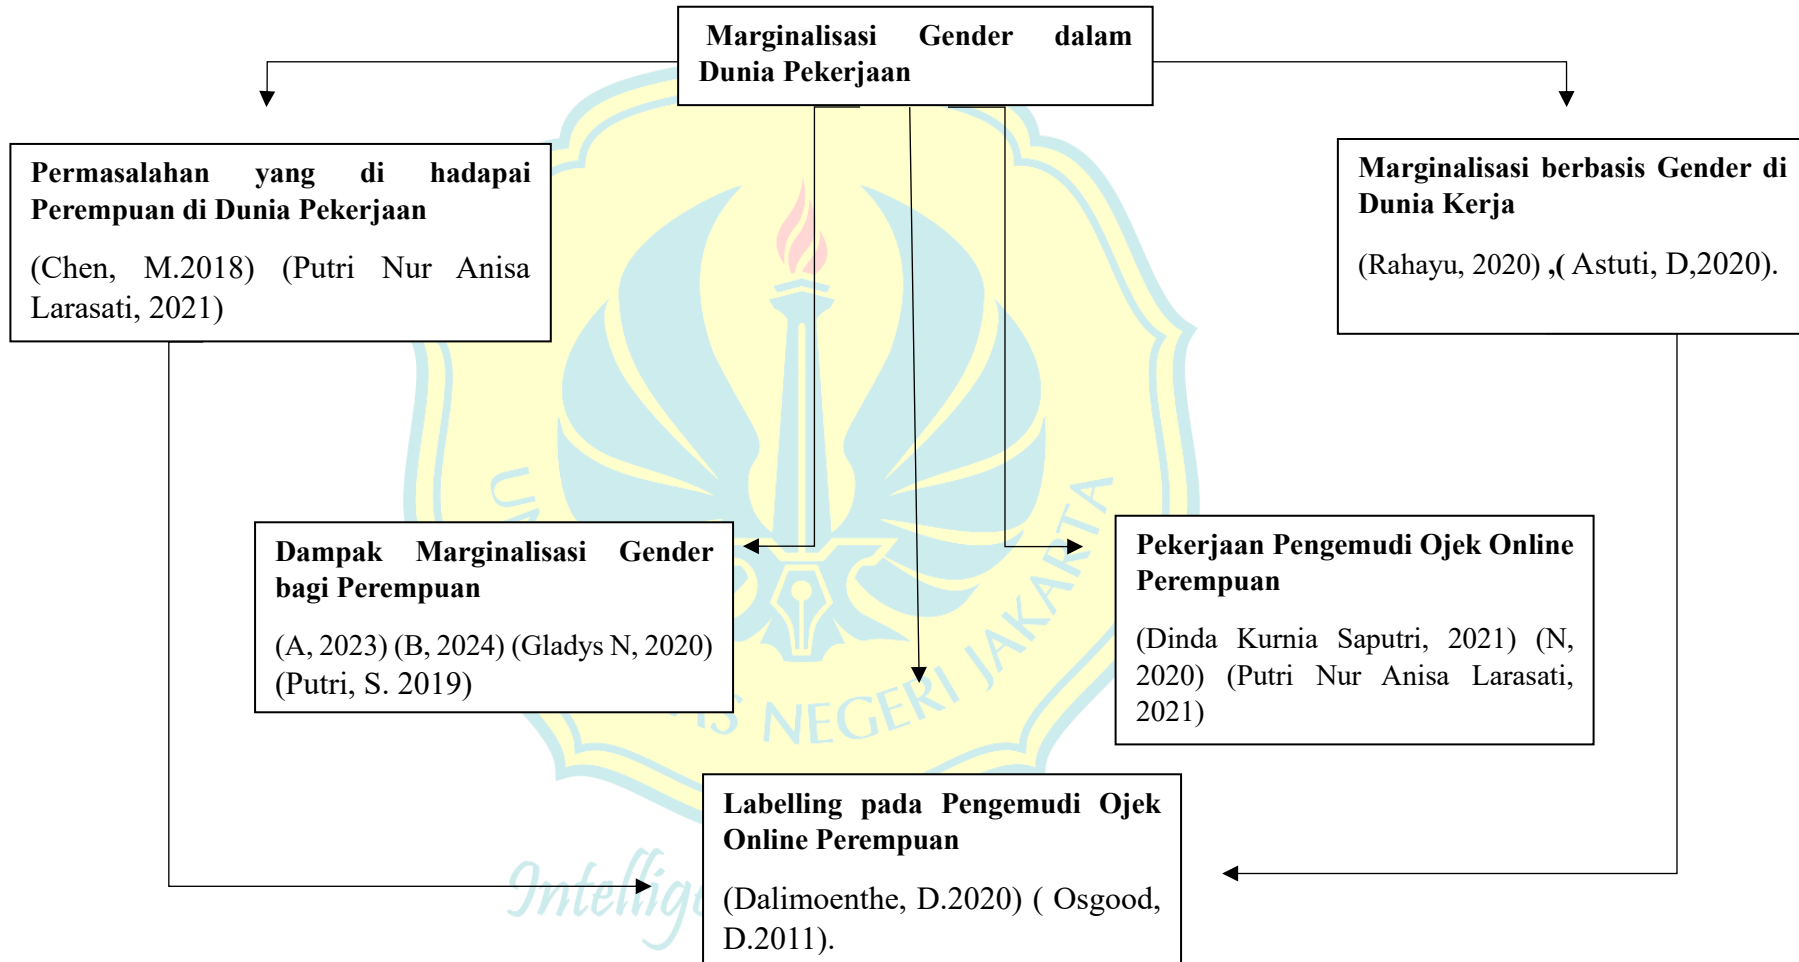 Marginalisasi Gender dalam
Dunia Pekerjaan
Permasalahan yang di hadapai
Perempuan di Dunia Pekerjaan
(Chen, M.2018) (Putri Nur Anisa
Larasati, 2021)
Marginalisasi berbasis Gender di
Dunia Kerja
(Rahayu, 2020) ,( Astuti, D,2020).
Dampak Marginalisasi Gender
bagi Perempuan
(A, 2023) (B, 2024) (Gladys N, 2020)
(Putri, S. 2019)
Pekerjaan Pengemudi Ojek Online
Perempuan
(Dinda Kurnia Saputri, 2021) (N,
2020) (Putri Nur Anisa Larasati,
2021)
Labelling pada Pengemudi Ojek
Online Perempuan
(Dalimoenthe, D.2020) ( Osgood,
D.2011).
NEGERI JAKARTA